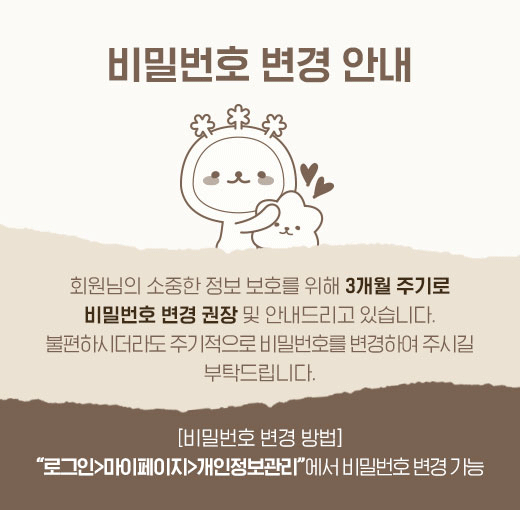 비밀번호 변경 안내
회원님의 소중한 정보 보호를 위해 3개월 주기로
비밀번호 변경 권장 및 안내드리고 있습니다.
불편하시더라도 주기적으로 비밀번호를 변경하여 주시길
부탁드립니다.
[비밀번호 변경 방법]
“로그인>마이페이지>개인정보관리”에서 비밀번호 변경 가능